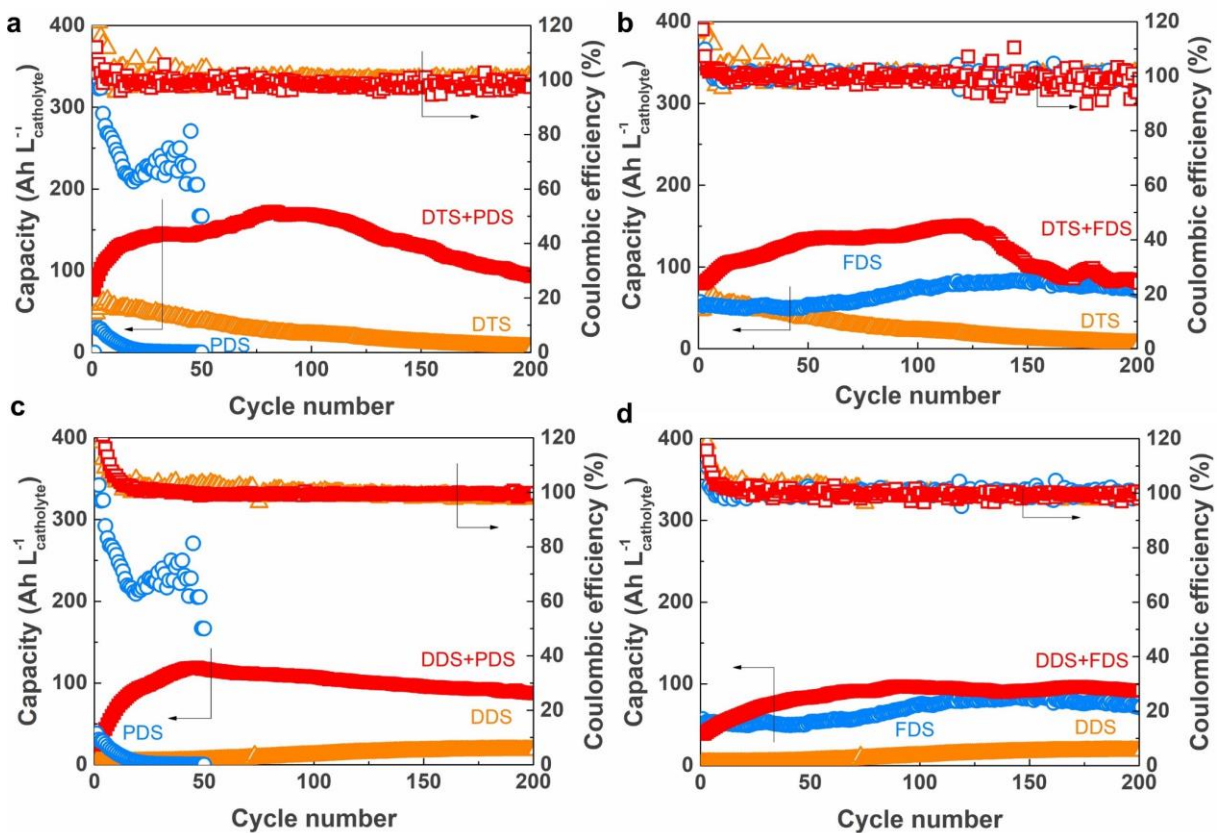 a
Capacity (Ah L⁻¹catholyte)
400
300
200
100
0
DTS+PDS
DTS
PDS
120
100
80
60
40
20
0
Coulombic efficiency (%)
0 50 100 150 200
Cycle number
b
Capacity (Ah L⁻¹catholyte)
400
300
200
100
0
DTS+FDS
FDS
DTS
120
100
80
60
40
20
0
Coulombic efficiency (%)
0 50 100 150 200
Cycle number
c
Capacity (Ah L⁻¹catholyte)
400
300
200
100
0
DDS+PDS
DDS
PDS
120
100
80
60
40
20
0
Coulombic efficiency (%)
0 50 100 150 200
Cycle number
d
Capacity (Ah L⁻¹catholyte)
400
300
200
100
0
DDS+FDS
FDS
DDS
120
100
80
60
40
20
0
Coulombic efficiency (%)
0 50 100 150 200
Cycle number